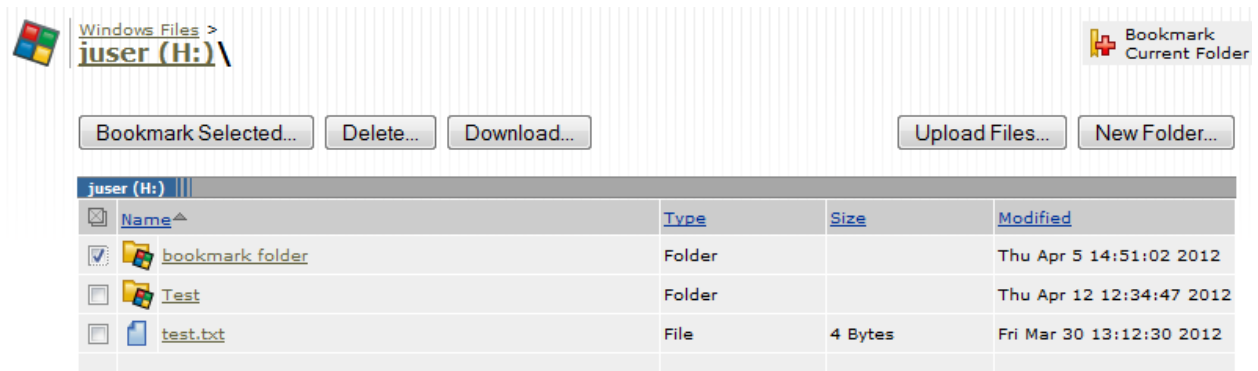 Windows Files >
juser (H:)\
Bookmark
Current Folder
Bookmark Selected... Delete... Download... Upload Files... New Folder...
juser (H:)
Name Type Size Modified
bookmark folder Folder Thu Apr 5 14:51:02 2012
Test Folder Thu Apr 12 12:34:47 2012
test.txt File 4 Bytes Fri Mar 30 13:12:30 2012